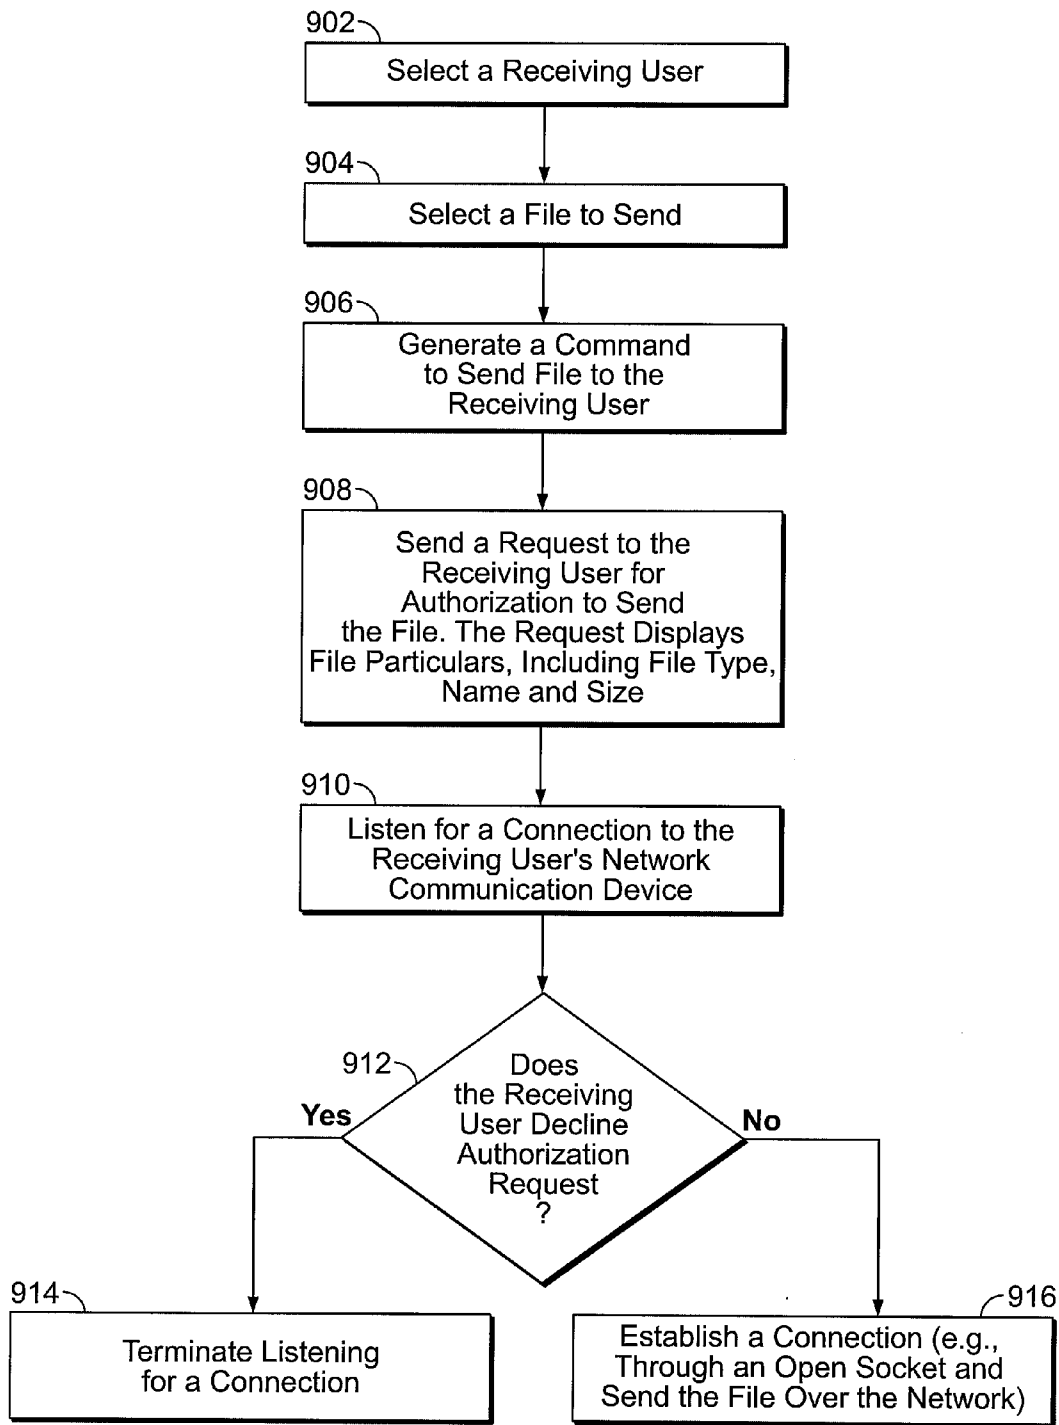 902
Select a Receiving User
904
Select a File to Send
906
Generate a Command
to Send File to the
Receiving User
908
Send a Request to the
Receiving User for
Authorization to Send
the File. The Request Displays
File Particulars, Including File Type,
Name and Size
910
Listen for a Connection to the
Receiving User's Network
Communication Device
912
Does
the Receiving
User Decline
Authorization
Request
?
Yes
No
914
Terminate Listening
for a Connection
916
Establish a Connection (e.g.,
Through an Open Socket and
Send the File Over the Network)